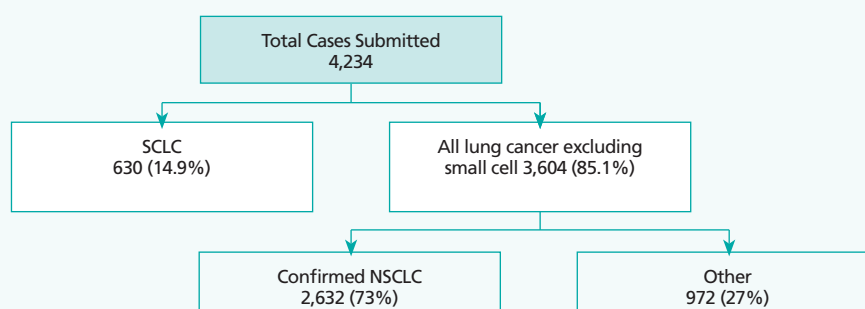 Total Cases Submitted
4,234
SCLC
630 (14.9%)
All lung cancer excluding
small cell 3,604 (85.1%)
Confirmed NSCLC
2,632 (73%)
Other
972 (27%)